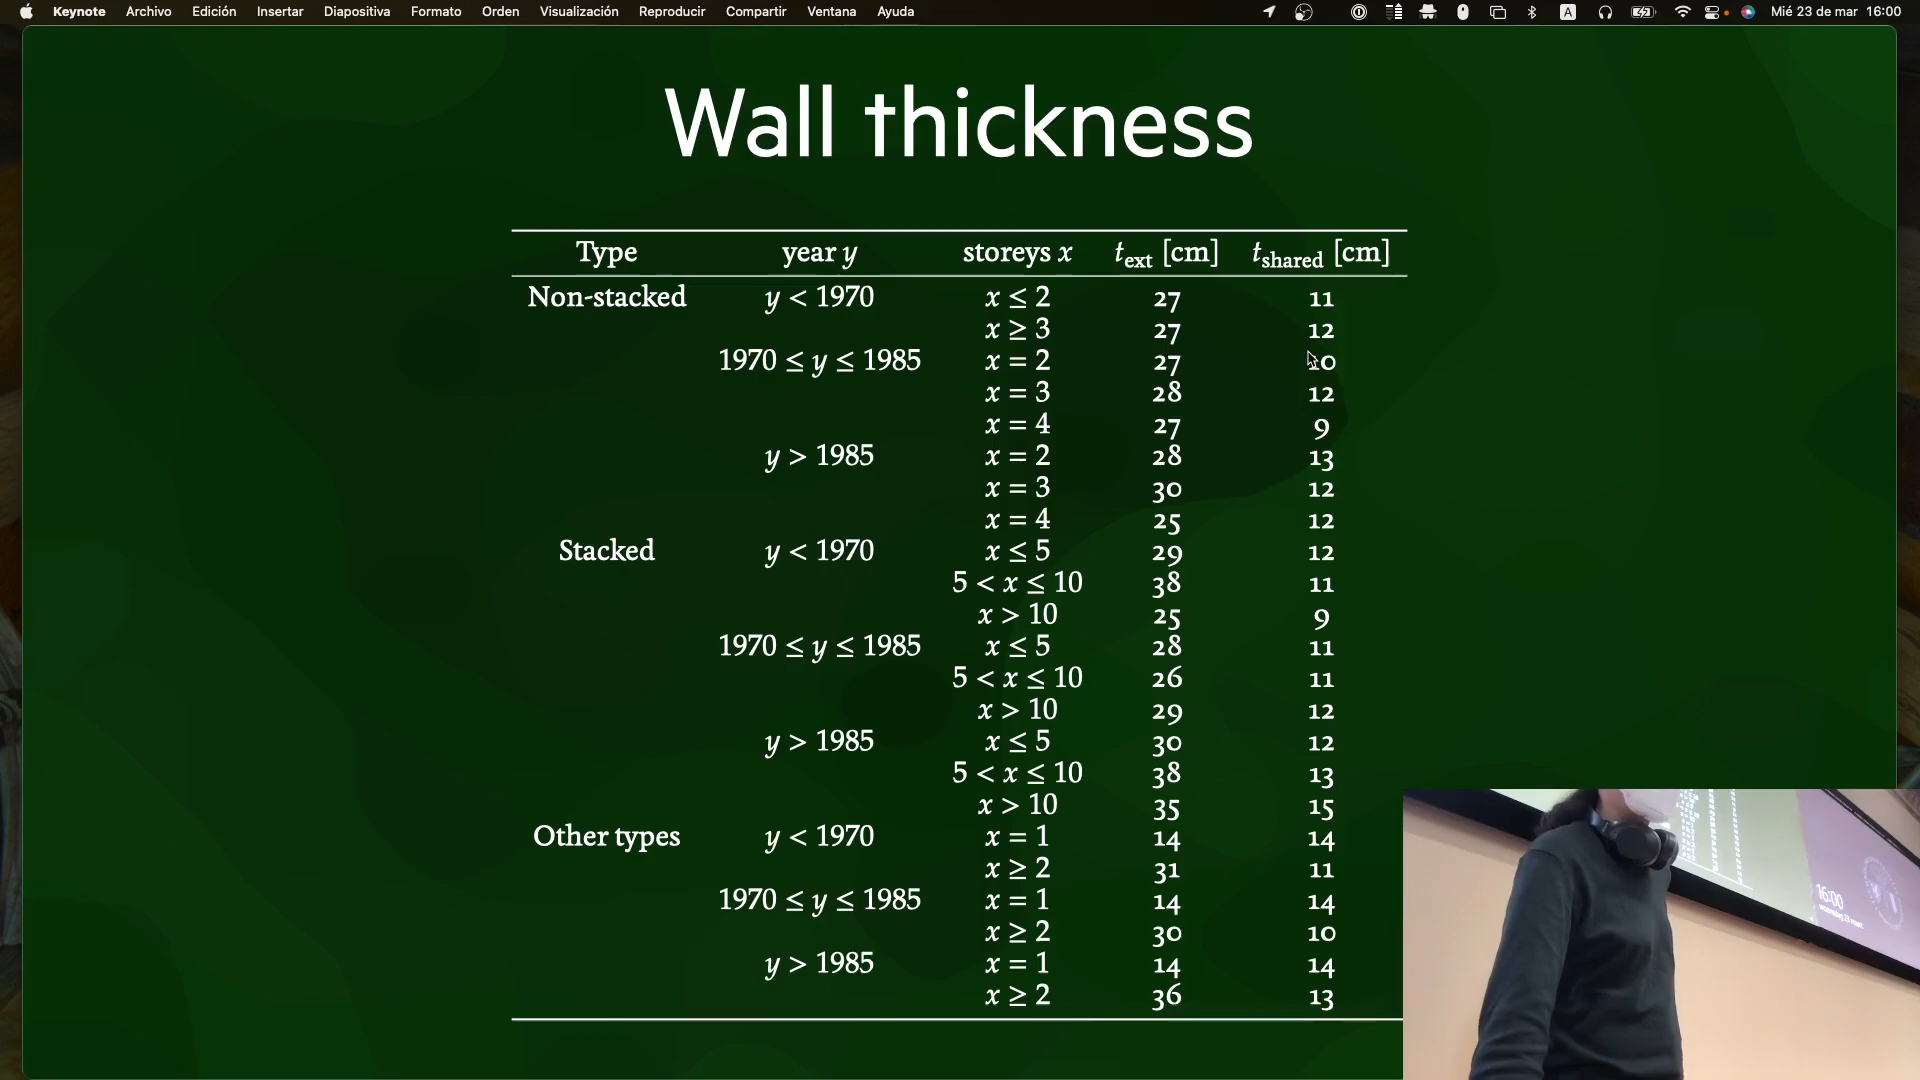 Keynote Archivo Edición Insertar Diapositiva Formato Orden Visualización Reproducir Compartir Ventana Ayuda A Mié 23 de mar 16:00
Wall thickness
Type year y storeys x t_ext [cm] t_shared [cm]
Non-stacked y < 1970 x ≤ 2 27 11
x ≥ 3 27 12
1970 ≤ y ≤ 1985 x = 2 27 10
x = 3 28 12
x = 4 27 9
y > 1985 x = 2 28 13
x = 3 30 12
x = 4 25 12
Stacked y < 1970 x ≤ 5 29 12
5 < x ≤ 10 38 11
x > 10 25 9
1970 ≤ y ≤ 1985 x ≤ 5 28 11
5 < x ≤ 10 26 11
x > 10 29 12
y > 1985 x ≤ 5 30 12
5 < x ≤ 10 38 13
x > 10 35 15
Other types y < 1970 x = 1 14 14
x ≥ 2 31 11
1970 ≤ y ≤ 1985 x = 1 14 14
x ≥ 2 30 10
y > 1985 x = 1 14 14
x ≥ 2 36 13
16:00